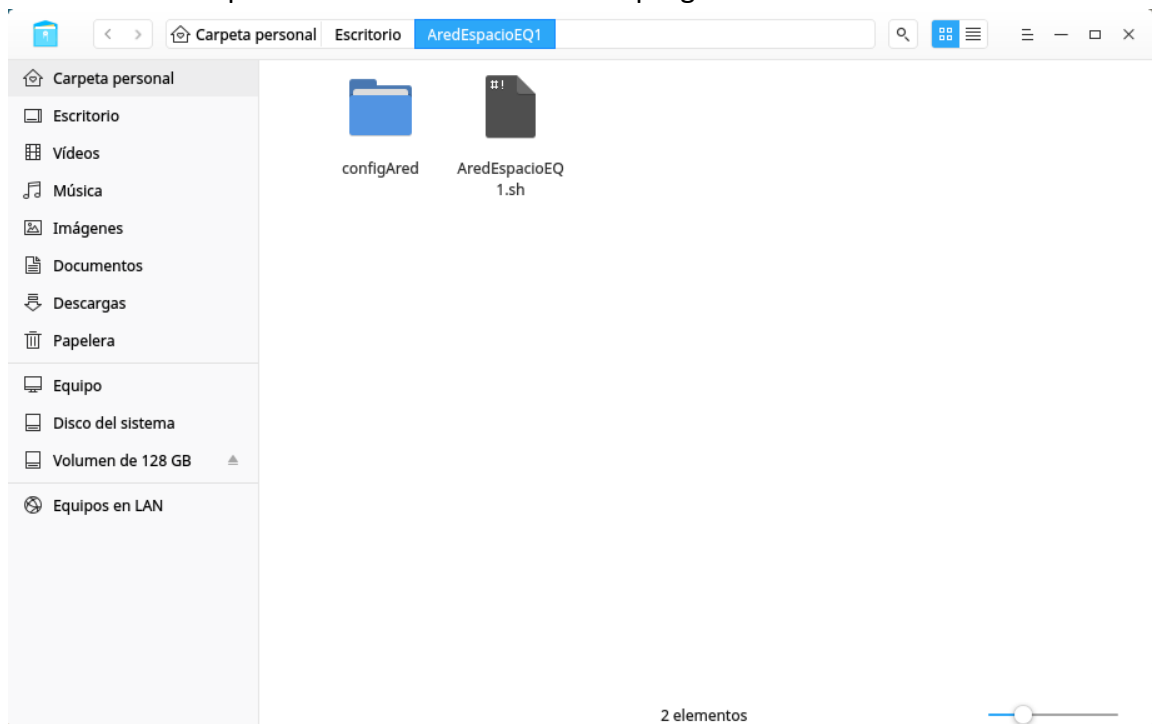 Carpeta personal Escritorio AredEspacioEQ1
Carpeta personal
Escritorio
Vídeos
Música
Imágenes
Documentos
Descargas
Papelera
Equipo
Disco del sistema
Volumen de 128 GB
Equipos en LAN
configAred
#!
AredEspacioEQ
1.sh
2 elementos